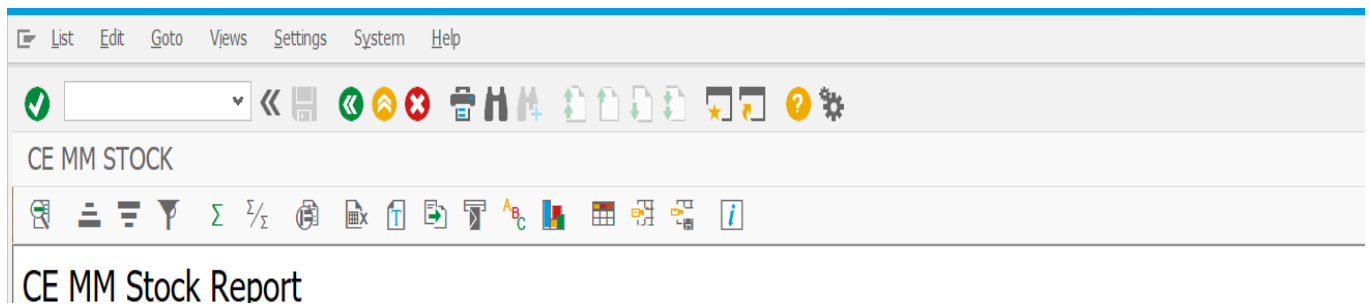 List Edit Goto Views Settings System Help
CE MM STOCK
CE MM Stock Report